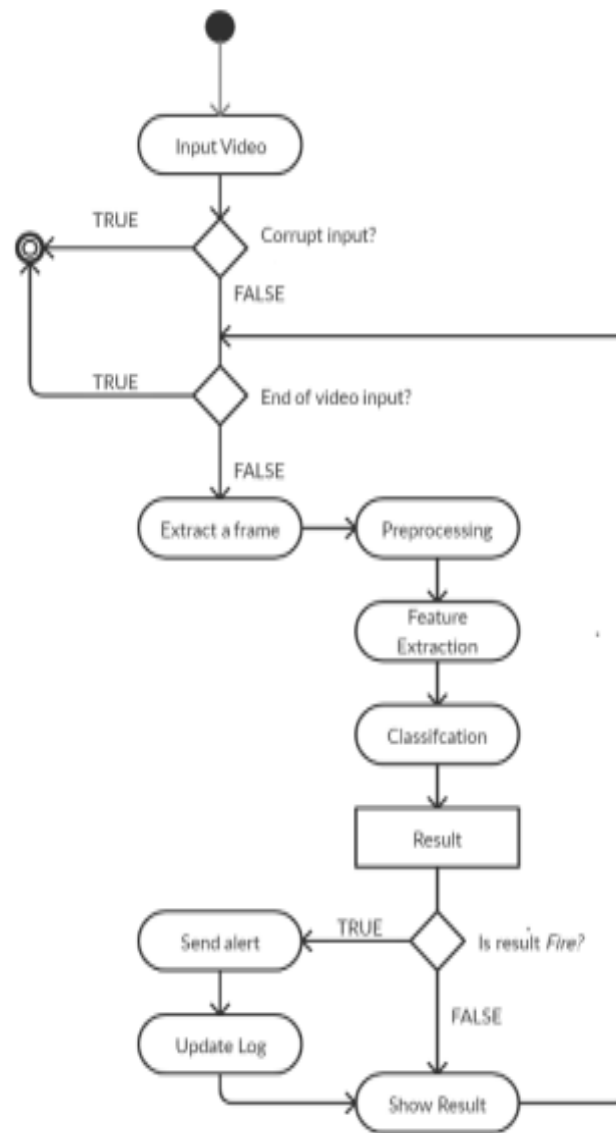 Input Video
TRUE
Corrupt input?
FALSE
TRUE
End of video input?
FALSE
Extract a frame
Preprocessing
Feature
Extraction
Classifcation
Result
Send alert
TRUE
Is result Fire?
FALSE
Update Log
Show Result